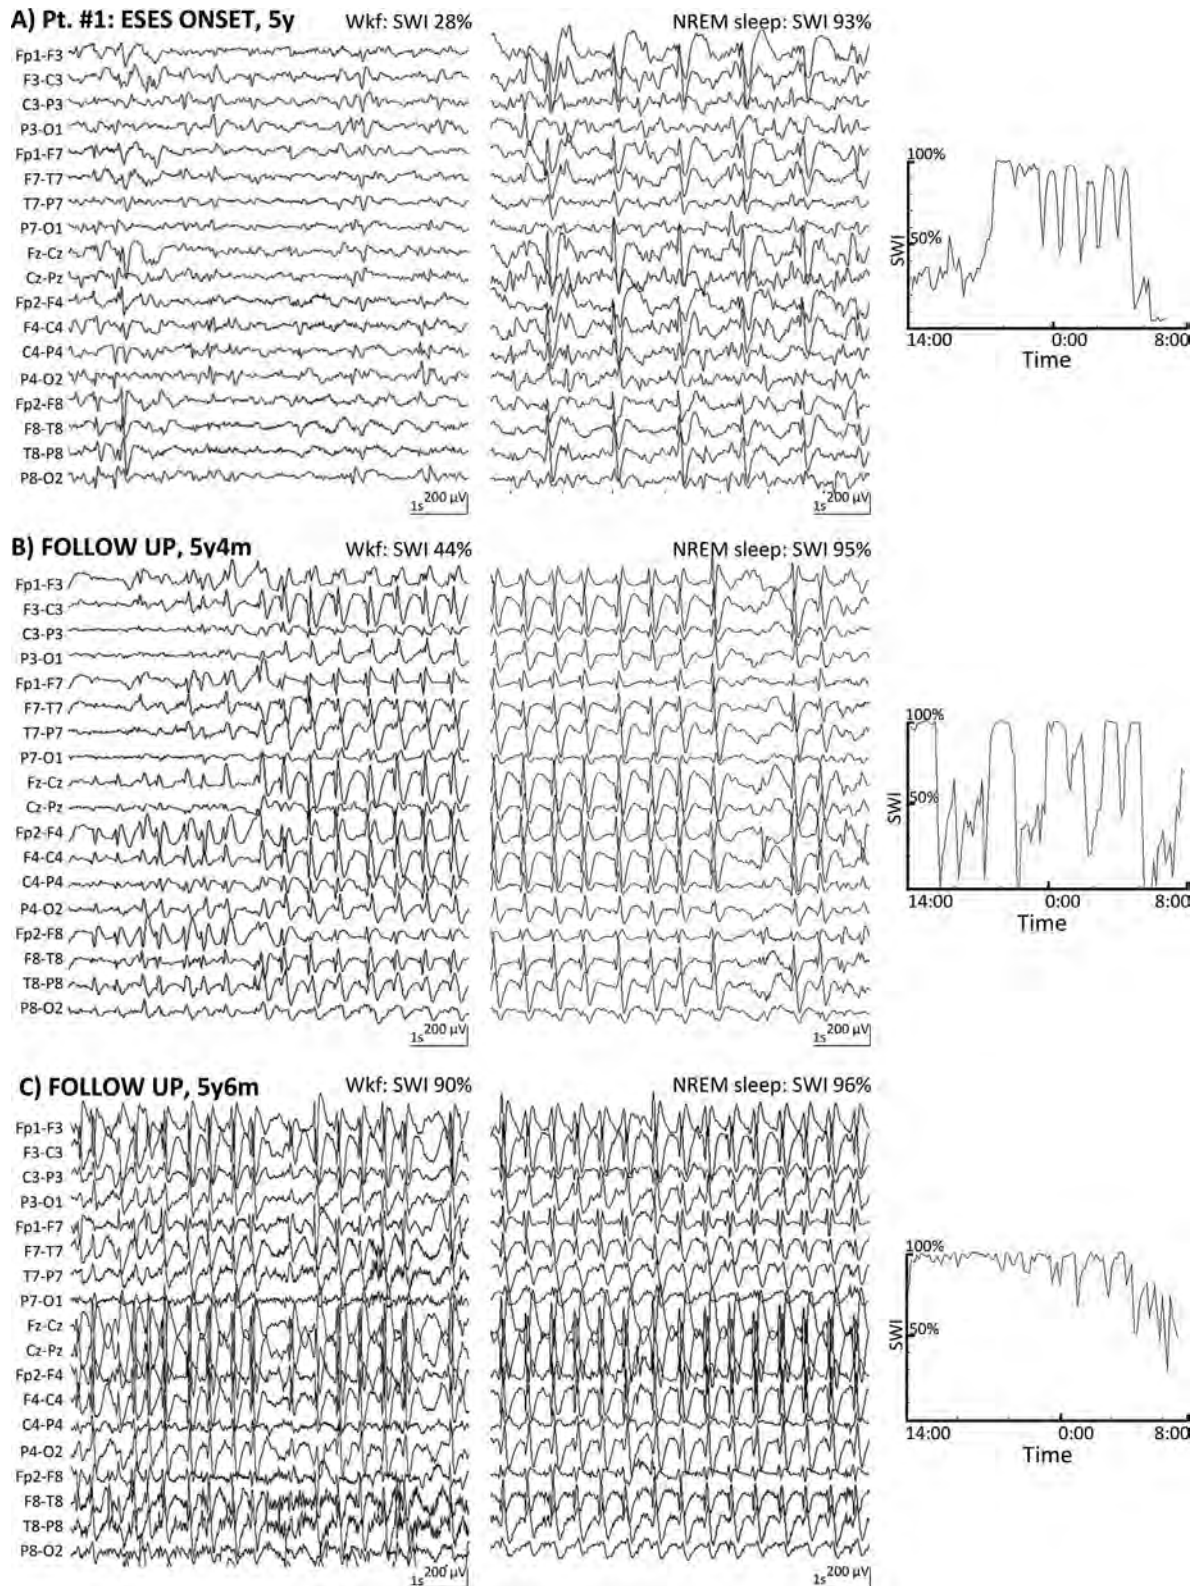 A) Pt. #1: ESES ONSET, 5y Wkf: SWI 28% NREM sleep: SWI 93%
Fp1-F3
F3-C3
C3-P3
P3-O1
Fp1-F7
F7-T7
T7-P7
P7-O1
Fz-Cz
Cz-Pz
Fp2-F4
F4-C4
C4-P4
P4-O2
Fp2-F8
F8-T8
T8-P8
P8-O2
1s 200 µV
1s 200 µV
100%
50%
SWI
14:00 0:00 8:00
Time
B) FOLLOW UP, 5y4m Wkf: SWI 44% NREM sleep: SWI 95%
Fp1-F3
F3-C3
C3-P3
P3-O1
Fp1-F7
F7-T7
T7-P7
P7-O1
Fz-Cz
Cz-Pz
Fp2-F4
F4-C4
C4-P4
P4-O2
Fp2-F8
F8-T8
T8-P8
P8-O2
1s 200 µV
1s 200 µV
100%
50%
SWI
14:00 0:00 8:00
Time
C) FOLLOW UP, 5y6m Wkf: SWI 90% NREM sleep: SWI 96%
Fp1-F3
F3-C3
C3-P3
P3-O1
Fp1-F7
F7-T7
T7-P7
P7-O1
Fz-Cz
Cz-Pz
Fp2-F4
F4-C4
C4-P4
P4-O2
Fp2-F8
F8-T8
T8-P8
P8-O2
1s 200 µV
1s 200 µV
100%
50%
SWI
14:00 0:00 8:00
Time